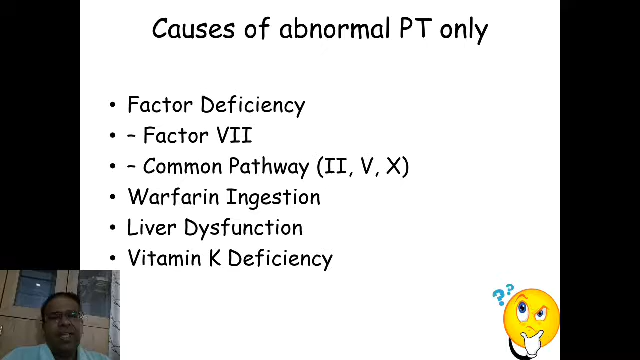 Causes of abnormal PT only
• Factor Deficiency
• – Factor VII
• – Common Pathway (II, V, X)
• Warfarin Ingestion
• Liver Dysfunction
• Vitamin K Deficiency
??